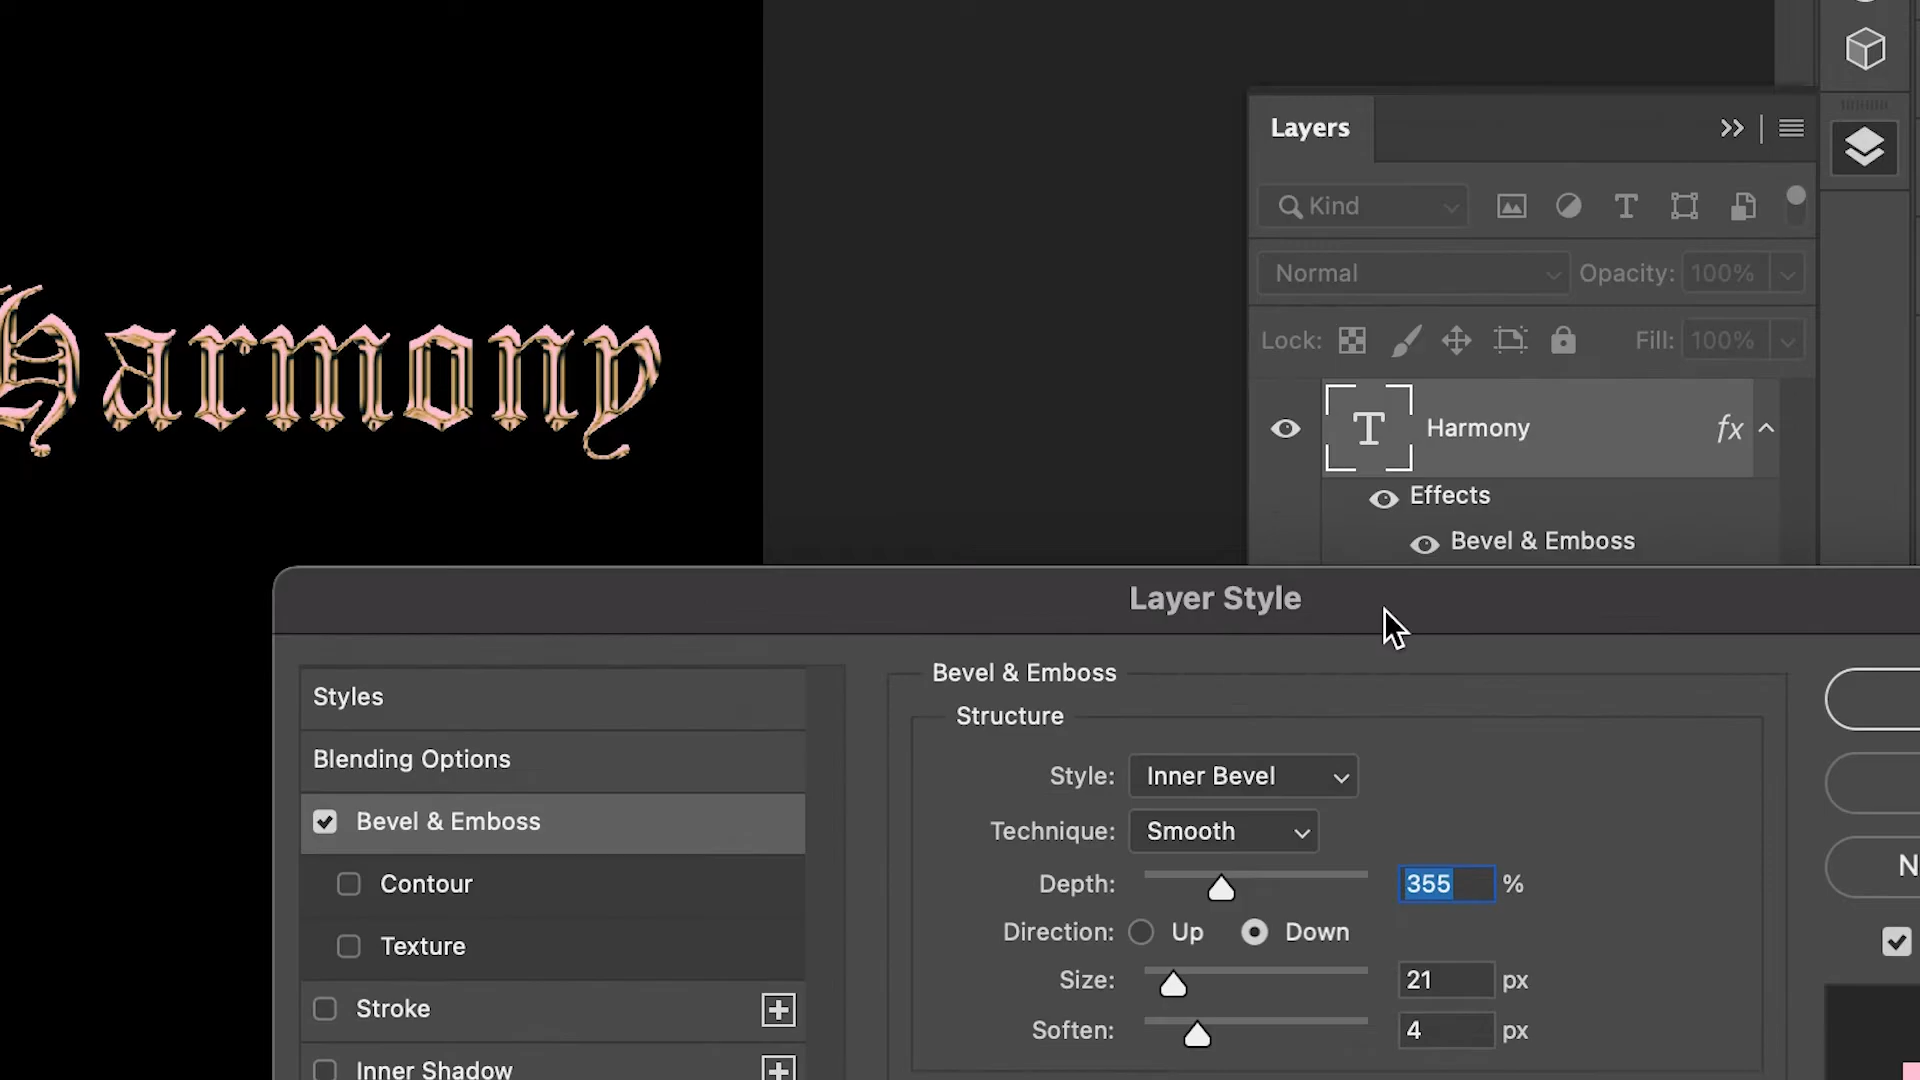 Layers
Kind
Normal
Opacity: 100%
Lock:
Fill: 100%
Harmony
T Harmony fx
Effects
Bevel & Emboss
Layer Style
Styles
Blending Options
Bevel & Emboss
Contour
Texture
Stroke
Inner Shadow
Bevel & Emboss
Structure
Style: Inner Bevel
Technique: Smooth
Depth: 355 %
Direction: Up Down
Size: 21 px
Soften: 4 px
N